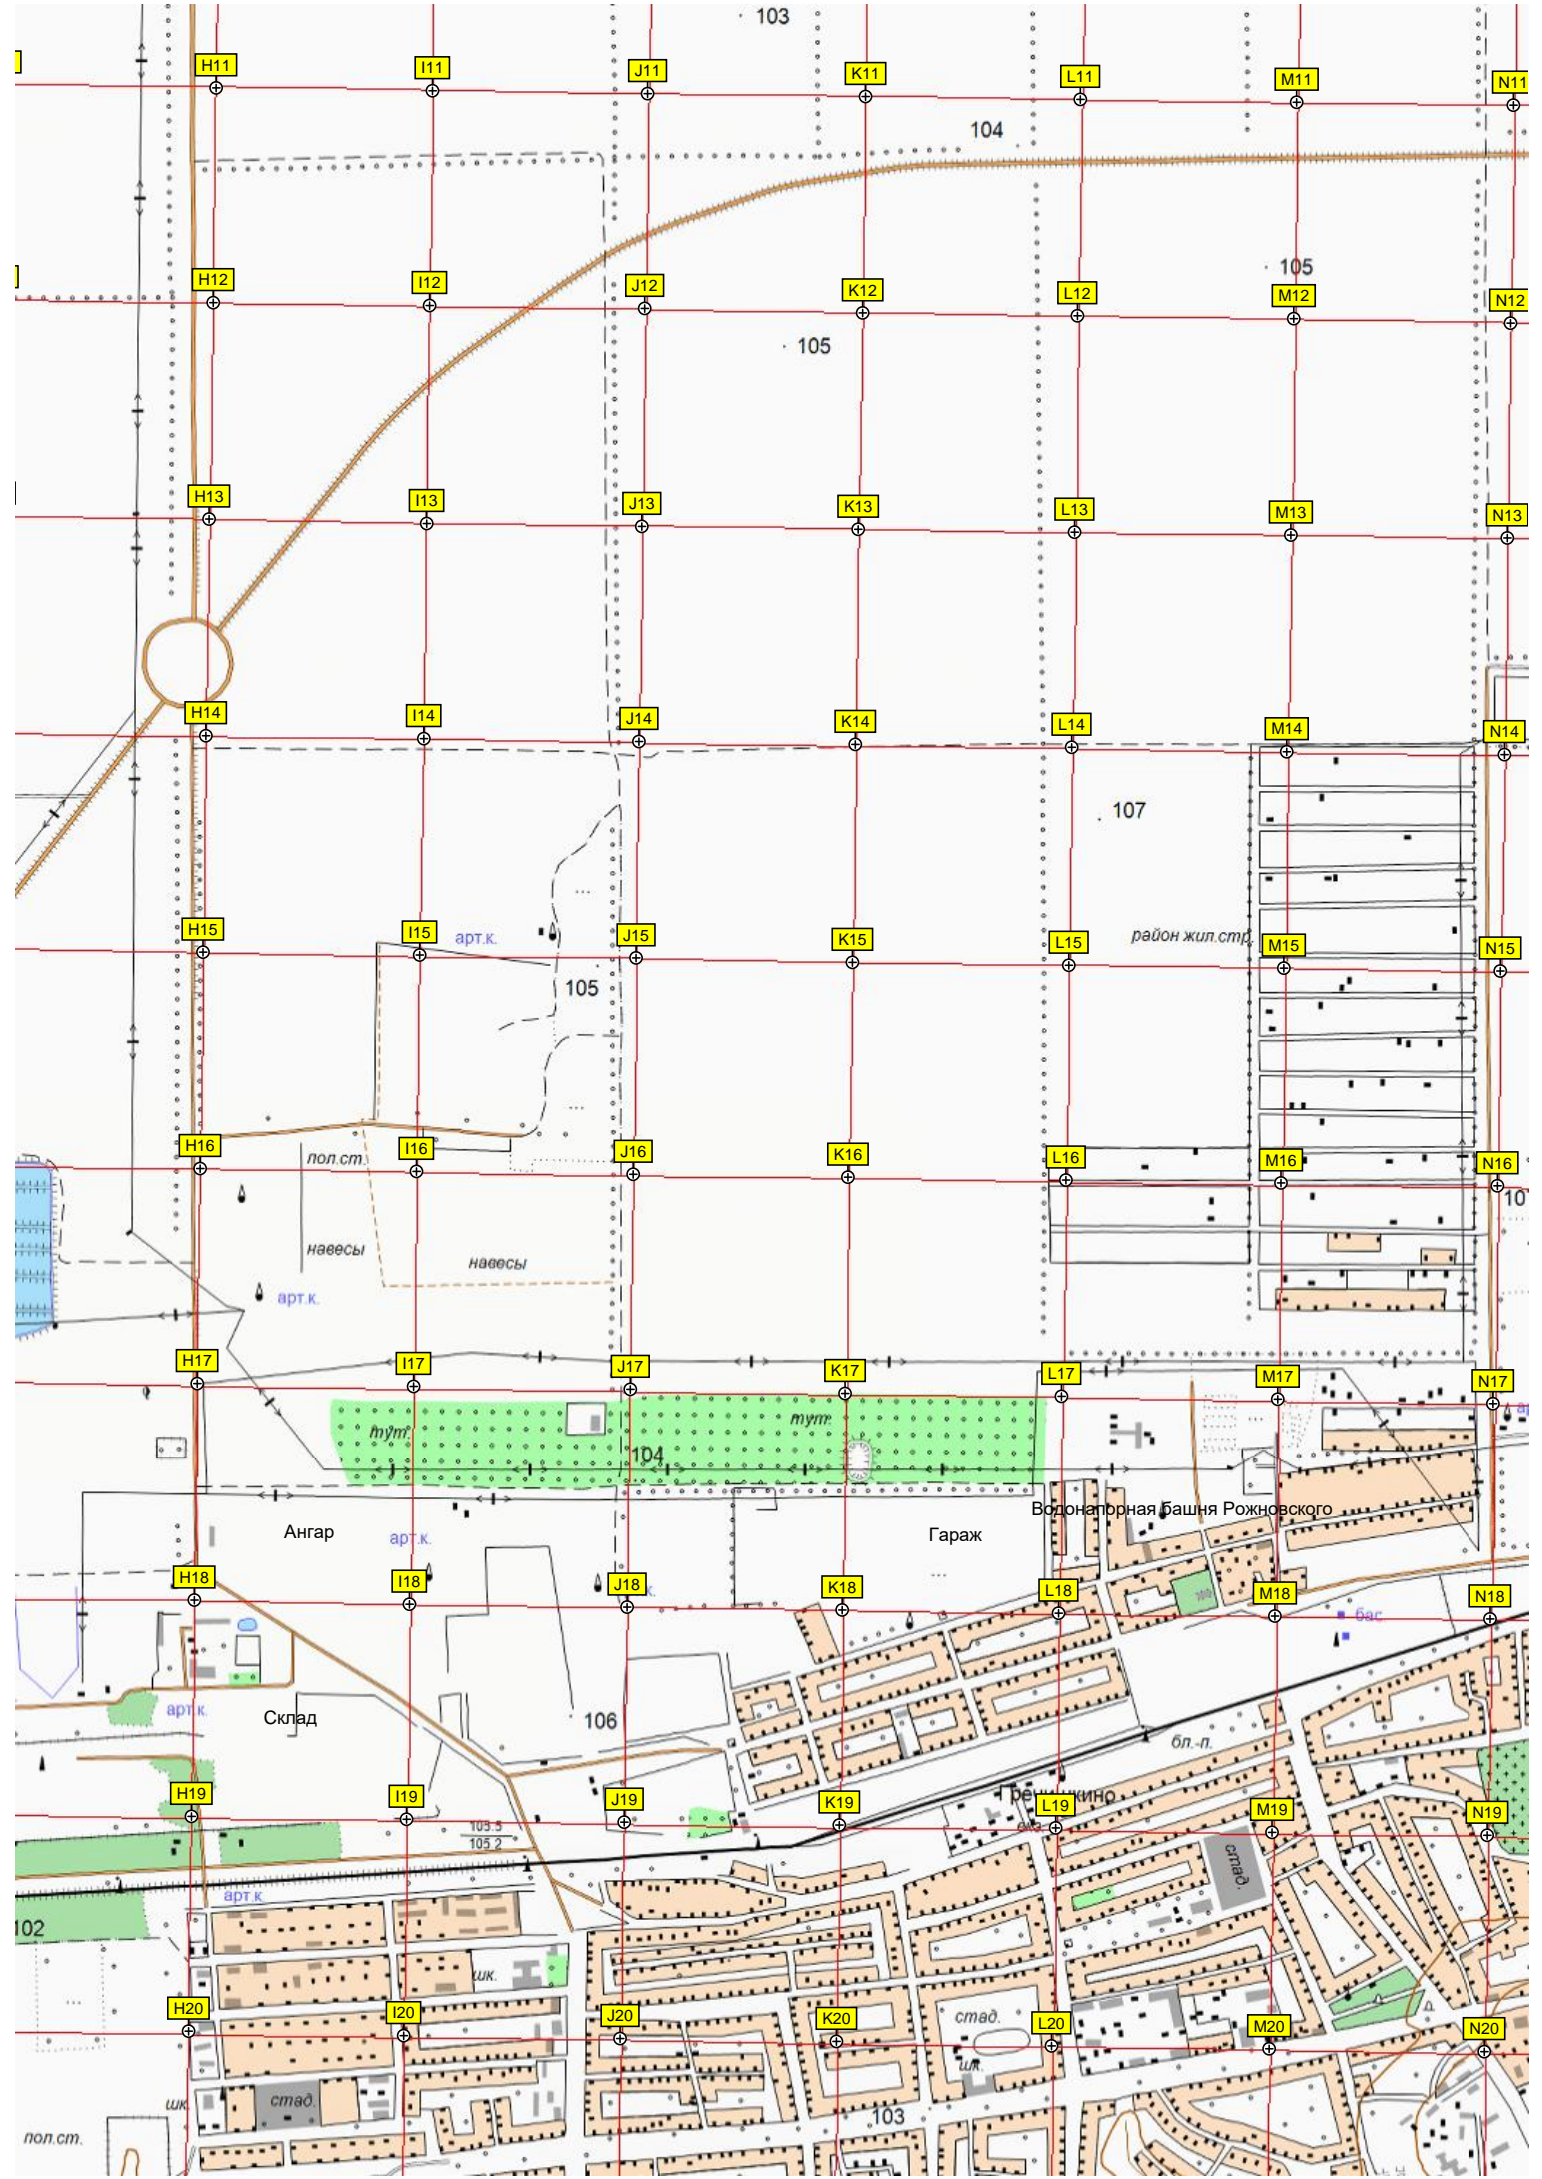 103
H11 I11 J11 K11 L11 M11 N11
104
105
H12 I12 J12 K12 L12 M12 N12
105
H13 I13 J13 K13 L13 M13 N13
H14 I14 J14 K14 L14 M14 N14
107
H15 I15 арт.к. J15 K15 L15 район жил.стр. M15 N15
105
H16 пол.ст. I16 J16 K16 L16 M16 N16
10
навесы навесы
арт.к.
H17 I17 J17 K17 L17 M17 N17
тут. тут.
104
Водонапорная башня Рожновского
Ангар арт.к. Гараж
H18 I18 J18 к. K18 L18 M18 N18
бас.
арт.к. Склад 106
бл.-п.
H19 I19 J19 K19 L19 M19 N19
105.5
105.2
стад.
арт.к
102
шк.
H20 I20 J20 K20 стад. L20 M20 N20
шк.
шк. стад.
103
пол.ст.